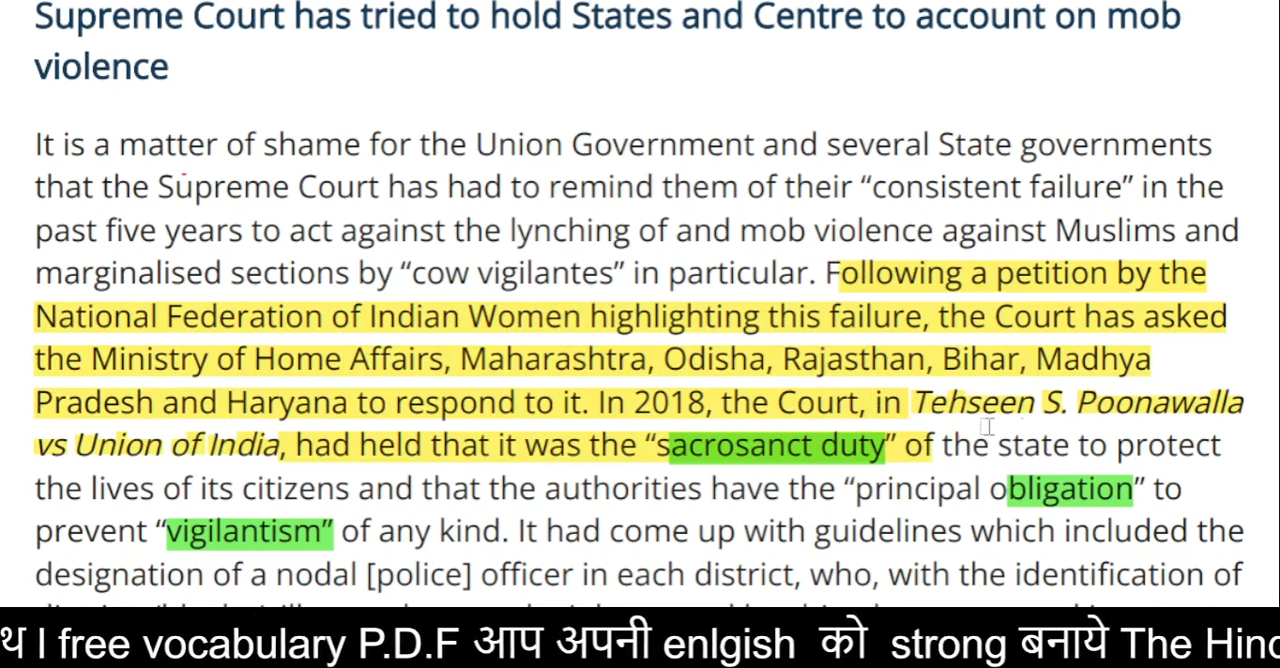 Supreme Court has tried to hold States and Centre to account on mob
violence
It is a matter of shame for the Union Government and several State governments
that the Supreme Court has had to remind them of their “consistent failure” in the
past five years to act against the lynching of and mob violence against Muslims and
marginalised sections by “cow vigilantes” in particular. Following a petition by the
National Federation of Indian Women highlighting this failure, the Court has asked
the Ministry of Home Affairs, Maharashtra, Odisha, Rajasthan, Bihar, Madhya
Pradesh and Haryana to respond to it. In 2018, the Court, in Tehseen S. Poonawalla
vs Union of India, had held that it was the “sacrosanct duty” of the state to protect
the lives of its citizens and that the authorities have the “principal obligation” to
prevent “vigilantism” of any kind. It had come up with guidelines which included the
designation of a nodal [police] officer in each district, who, with the identification of
थ l free vocabulary P.D.F आप अपनी enlgish को strong बनाये The Hind